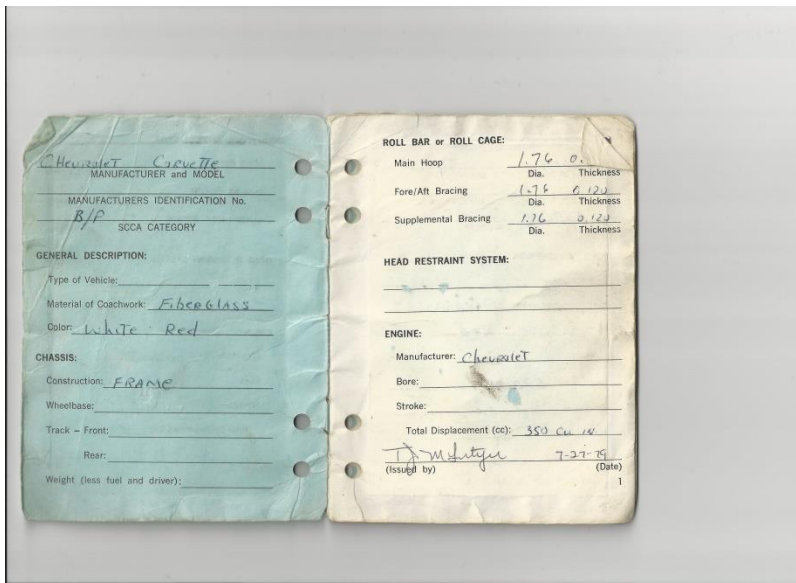 Chevrolet Corvette
MANUFACTURER and MODEL
MANUFACTURERS IDENTIFICATION No.
B/P
SCCA CATEGORY
GENERAL DESCRIPTION:
Type of Vehicle:
Material of Coachwork: FiberGlass
Color: White Red
CHASSIS:
Construction: FRAME
Wheelbase:
Track – Front:
Rear:
Weight (less fuel and driver):
ROLL BAR or ROLL CAGE:
Main Hoop 1.76 0.
Dia. Thickness
Fore/Aft Bracing 1.76 0.120
Dia. Thickness
Supplemental Bracing 1.76 0.120
Dia. Thickness
HEAD RESTRAINT SYSTEM:
ENGINE:
Manufacturer: Chevrolet
Bore:
Stroke:
Total Displacement (cc): 350 Cu in
7-27-79
(Issued by) (Date)
1